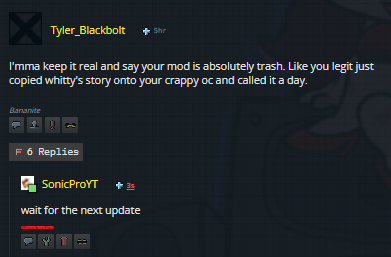 Tyler_Blackbolt 5hr
I'mma keep it real and say your mod is absolutely trash. Like you legit just
copied whitty's story onto your crappy oc and called it a day.
Bananite
6 Replies
SonicProYT 3s
wait for the next update